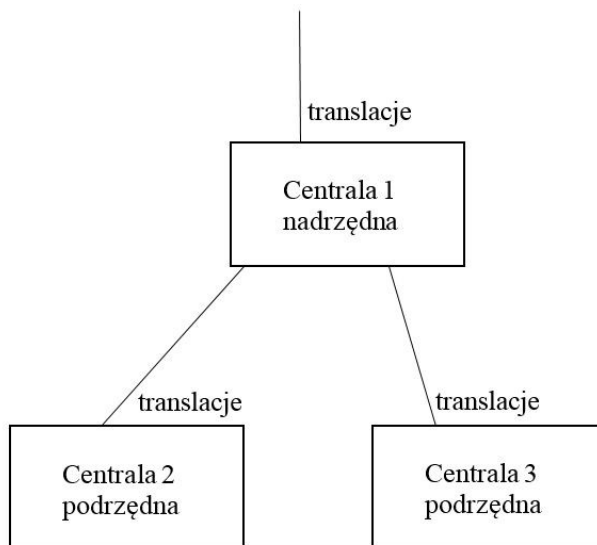 translacje
Centrala 1
nadrzędna
translacje
translacje
Centrala 2
podrzędna
Centrala 3
podrzędna